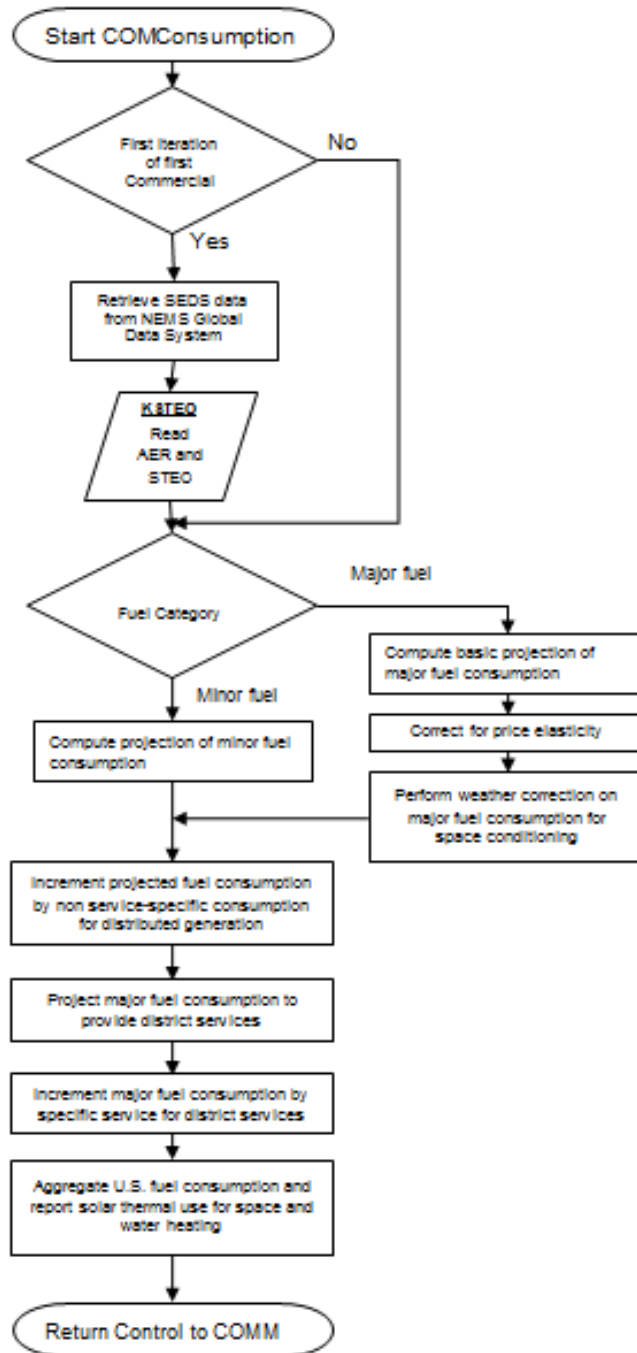 Start COMConsumption
First Iteration
of first
Commercial
No
Yes
Retrieve SEDS data
from NEMS Global
Data System
KSTEO
Read
AER and
STEO
Fuel Category
Major fuel
Minor fuel
Compute basic projection of
major fuel consumption
Correct for price elasticity
Perform weather correction on
major fuel consumption for
space conditioning
Compute projection of minor fuel
consumption
Increment projected fuel consumption
by non service-specific consumption
for distributed generation
Project major fuel consumption to
provide district services
Increment major fuel consumption by
specific service for district services
Aggregate U.S. fuel consumption and
report solar thermal use for space and
water heating
Return Control to COMM